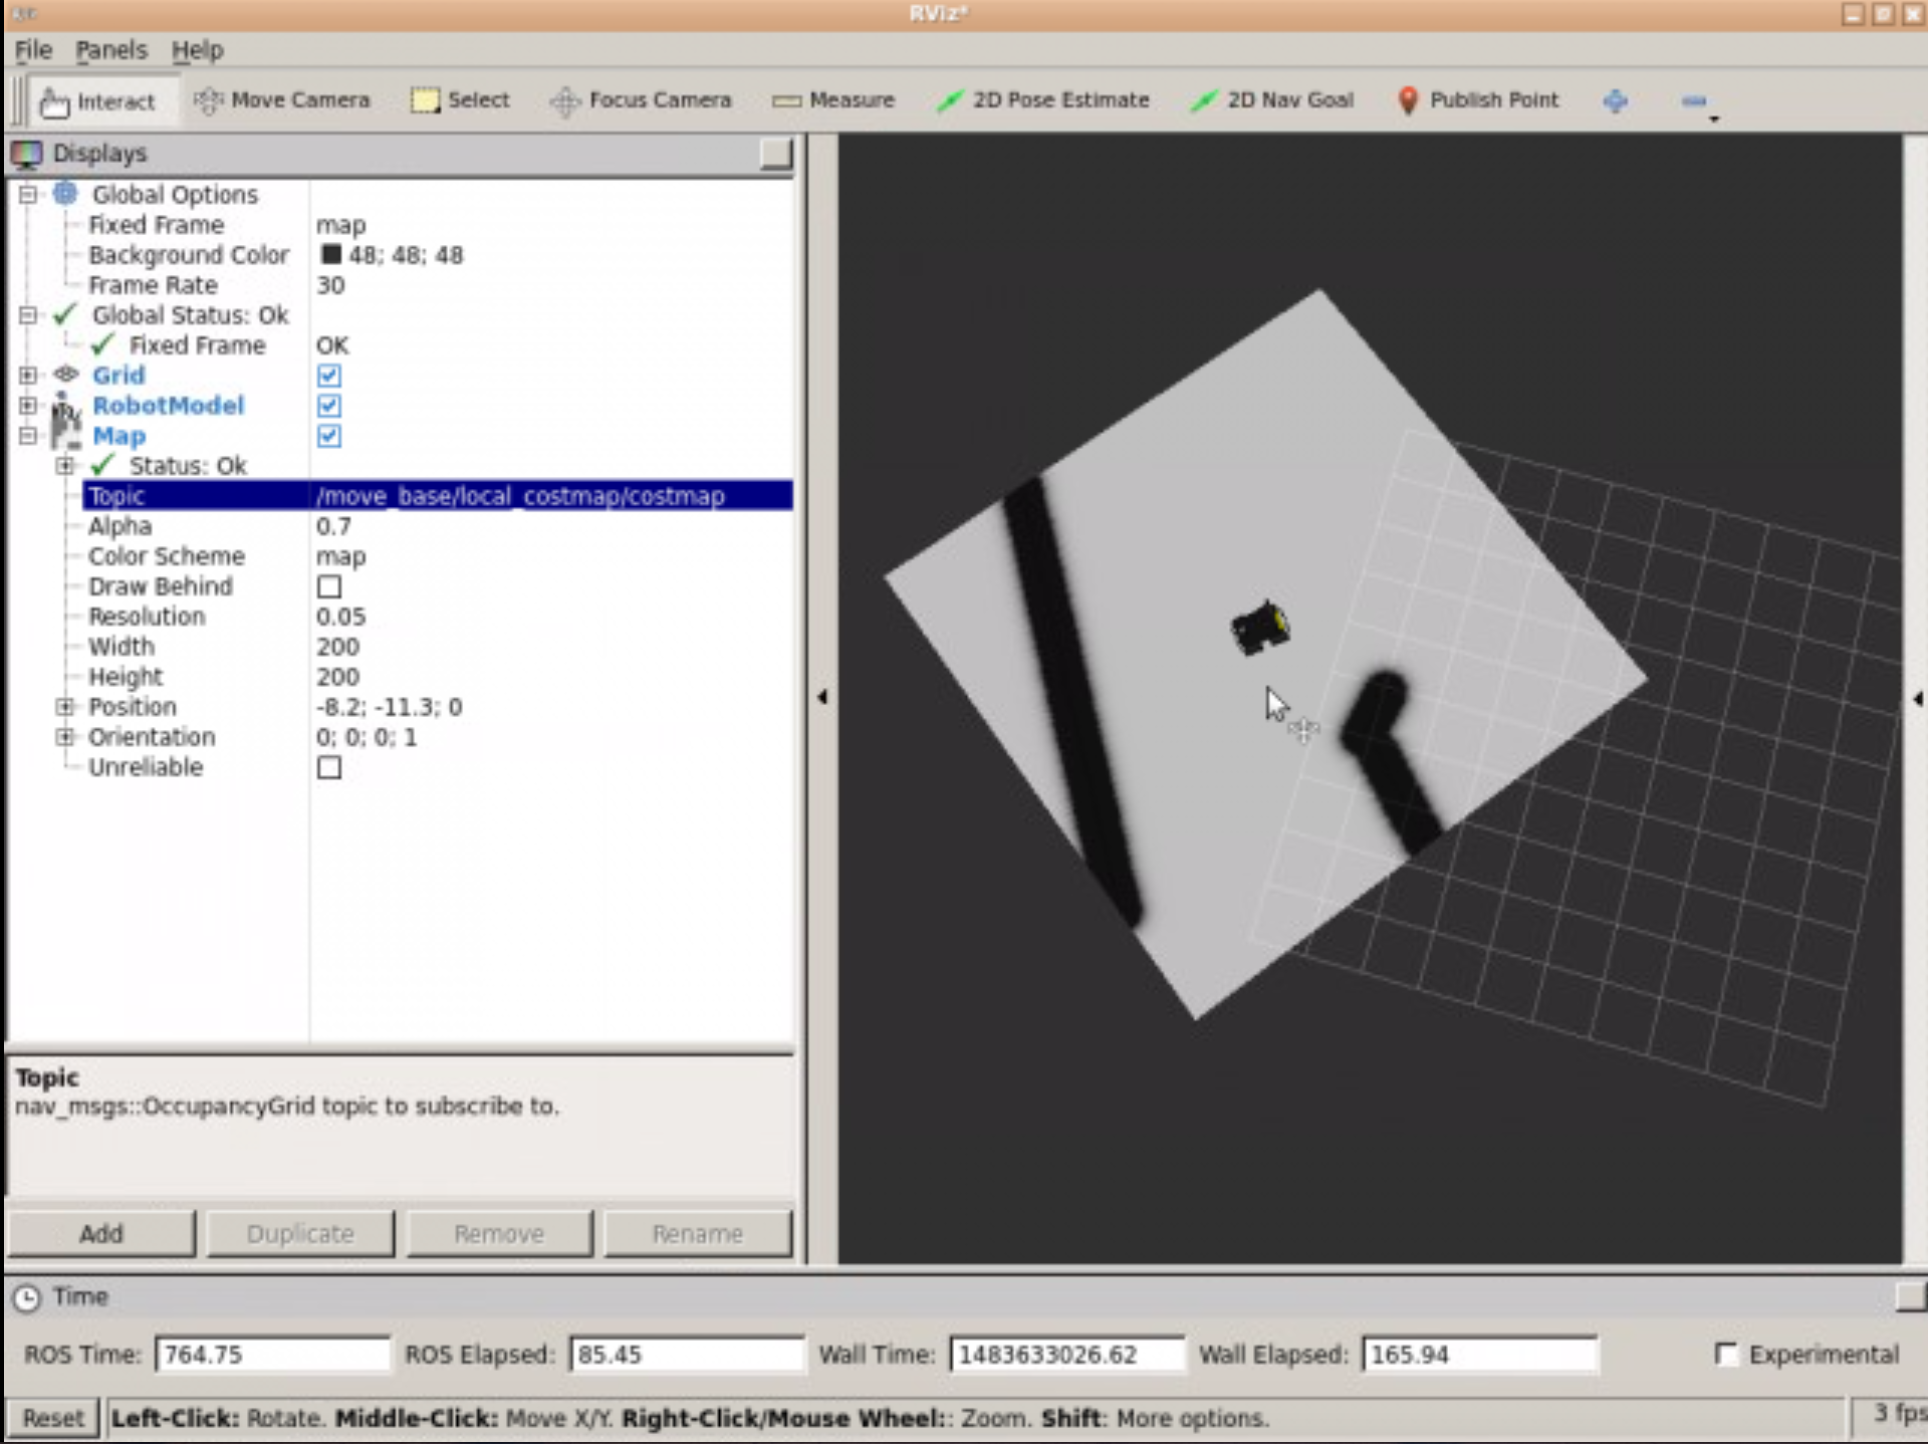 RViz*
File Panels Help
Interact Move Camera Select Focus Camera Measure 2D Pose Estimate 2D Nav Goal Publish Point
Displays
Global Options
Fixed Frame map
Background Color 48; 48; 48
Frame Rate 30
Global Status: Ok
Fixed Frame OK
Grid
RobotModel
Map
Status: Ok
Topic /move_base/local_costmap/costmap
Alpha 0.7
Color Scheme map
Draw Behind
Resolution 0.05
Width 200
Height 200
Position -8.2; -11.3; 0
Orientation 0; 0; 0; 1
Unreliable
Topic
nav_msgs::OccupancyGrid topic to subscribe to.
Add Duplicate Remove Rename
Time
ROS Time: 764.75 ROS Elapsed: 85.45 Wall Time: 1483633026.62 Wall Elapsed: 165.94 Experimental
Reset Left-Click: Rotate. Middle-Click: Move X/Y. Right-Click/Mouse Wheel:: Zoom. Shift: More options. 3 fps